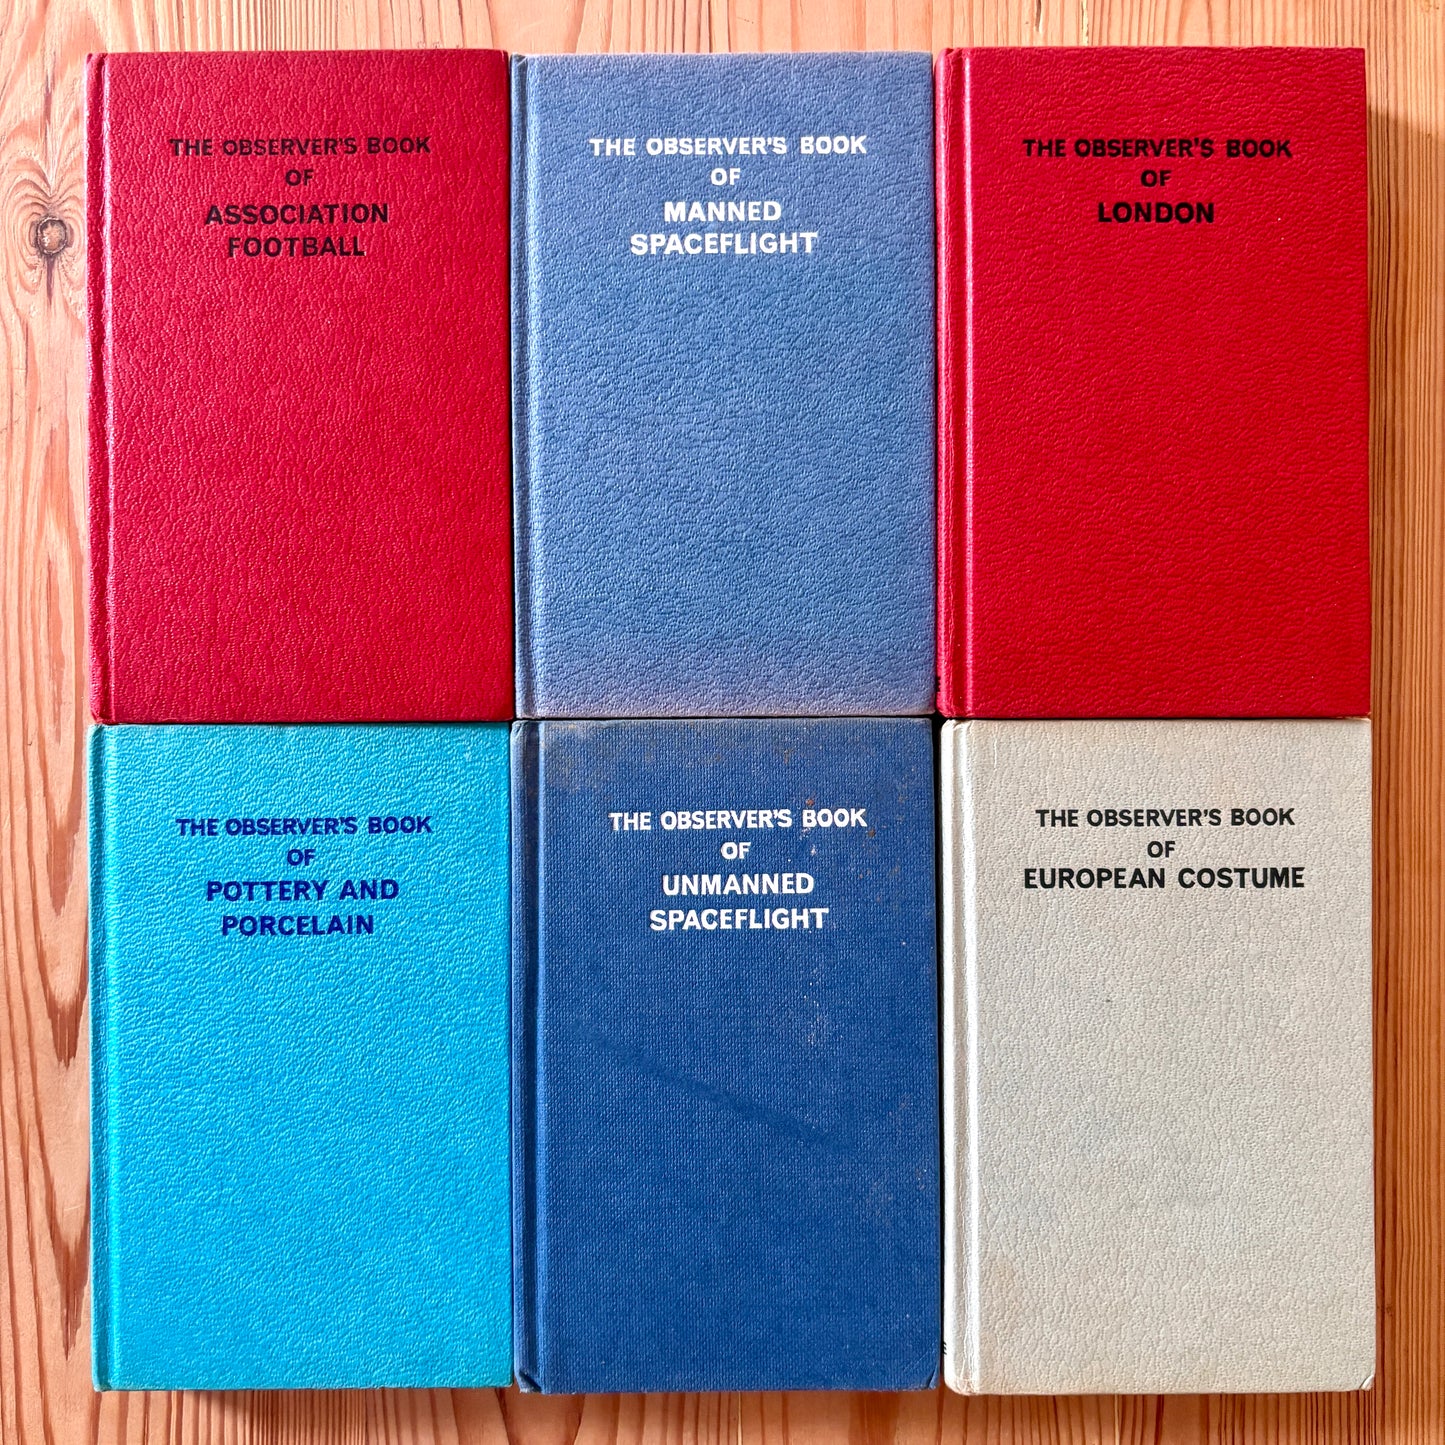 THE OBSERVER'S BOOK
OF
ASSOCIATION
FOOTBALL
THE OBSERVER'S BOOK
OF
MANNED
SPACEFLIGHT
THE OBSERVER'S BOOK
OF
LONDON
THE OBSERVER'S BOOK
OF
POTTERY AND
PORCELAIN
THE OBSERVER'S BOOK
OF
UNMANNED
SPACEFLIGHT
THE OBSERVER'S BOOK
OF
EUROPEAN COSTUME